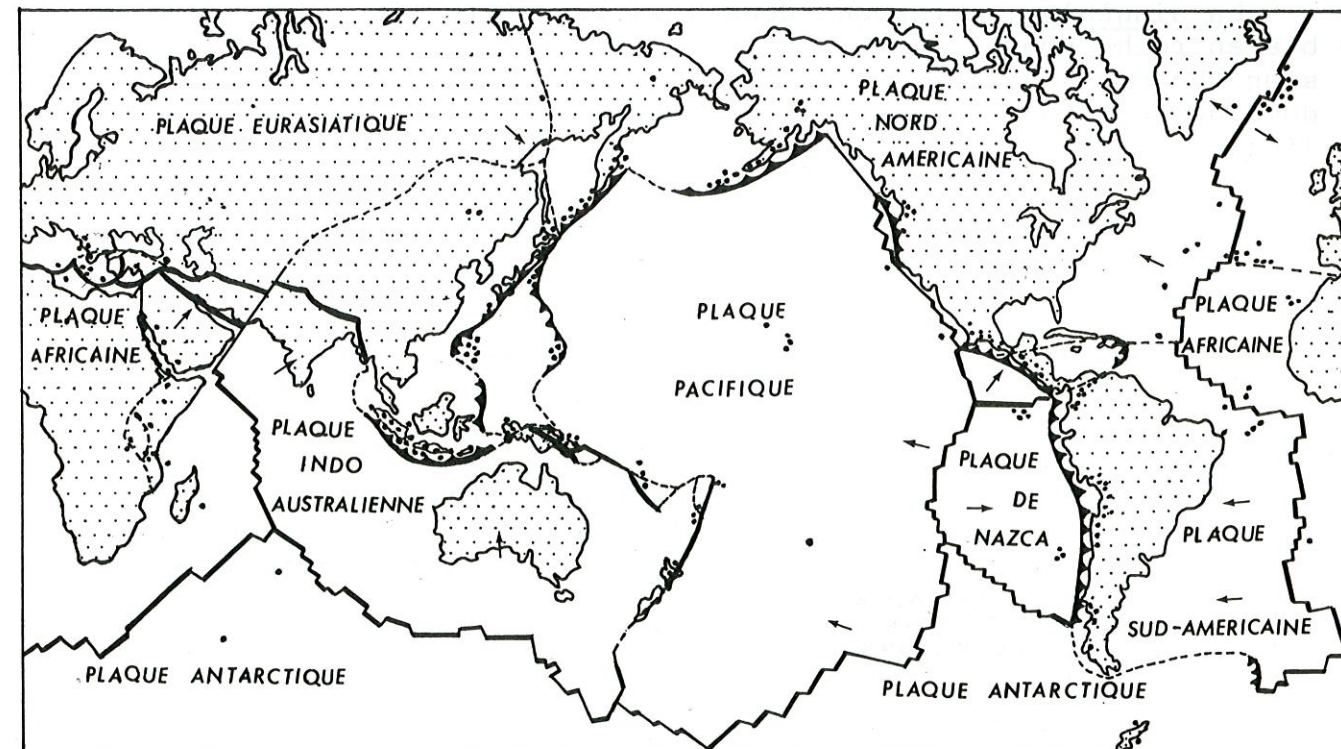 PLAQUE EURASIATIQUE
PLAQUE
NORD
AMÉRICAINE
PLAQUE
AFRICAINE
PLAQUE
PACIFIQUE
PLAQUE
AFRICAINE
PLAQUE
INDO
AUSTRALIENNE
PLAQUE
DE
NAZCA
PLAQUE
SUD-AMERICAINE
PLAQUE ANTARCTIQUE
PLAQUE ANTARCTIQUE